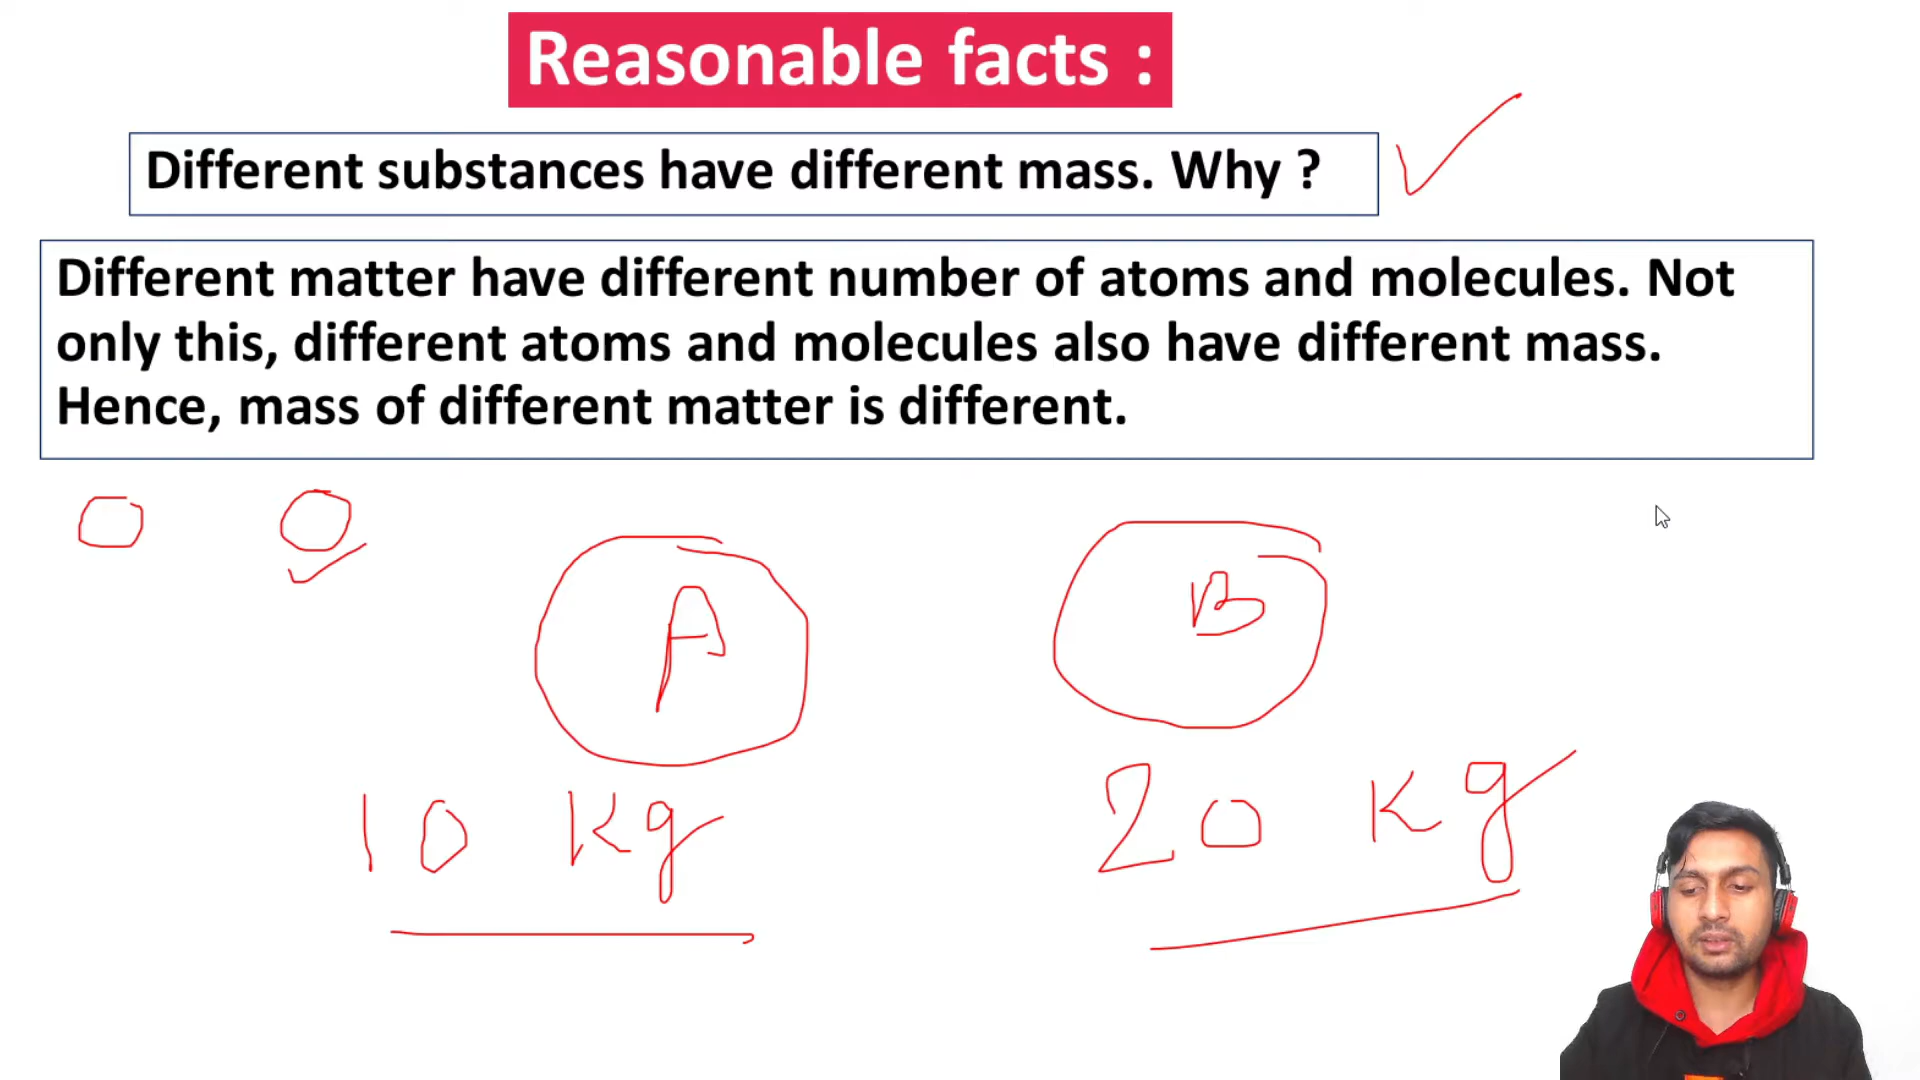 Reasonable facts :
Different substances have different mass. Why ?
Different matter have different number of atoms and molecules. Not
only this, different atoms and molecules also have different mass.
Hence, mass of different matter is different.
A
B
10 kg
20 kg